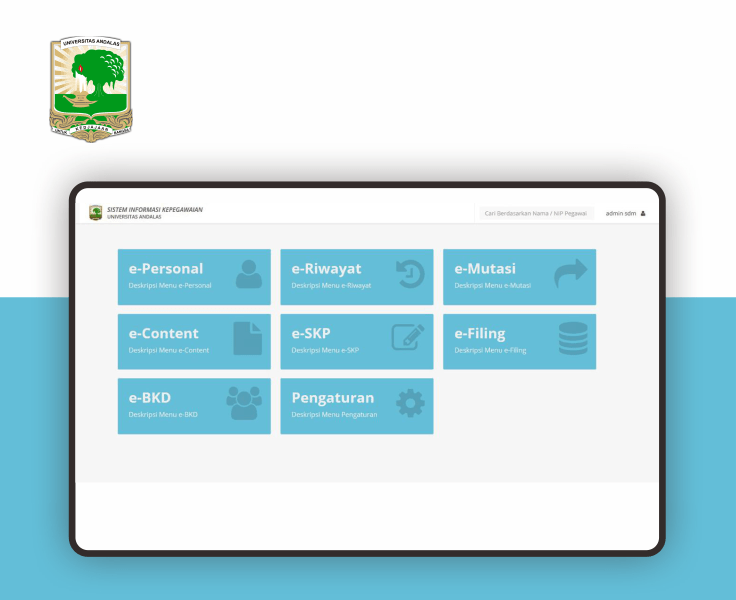 UNIVERSITAS ANDALAS
UNTUK KEDJAJAAN BANGSA
SISTEM INFORMASI KEPEGAWAIAN
UNIVERSITAS ANDALAS
Cari Berdasarkan Nama / NIP Pegawai
admin sdm
e-Personal
Deskripsi Menu e-Personal
e-Riwayat
Deskripsi Menu e-Riwayat
e-Mutasi
Deskripsi Menu e-Mutasi
e-Content
Deskripsi Menu e-Content
e-SKP
Deskripsi Menu e-SKP
e-Filing
Deskripsi Menu e-Filing
e-BKD
Deskripsi Menu e-BKD
Pengaturan
Deskripsi Menu Pengaturan